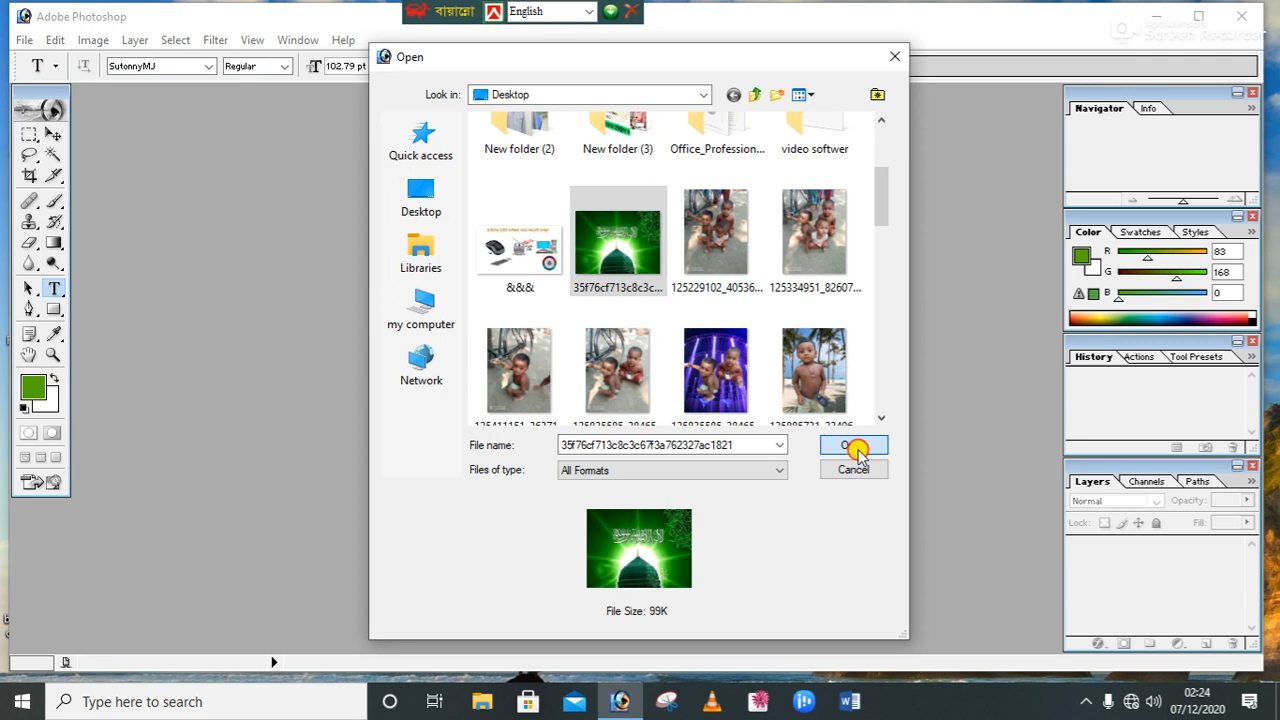 Adobe Photoshop
বায়ান্নো
English
File Edit Image Layer Select Filter View Window Help
T SutonnyMJ Regular 102.79 pt
Screen Recorder
Open
Look in: Desktop
Quick access
Desktop
Libraries
my computer
Network
New folder (2) New folder (3) Office_Profession... video softwer
&&& 35f76cf713c8c3c... 125229102_40536... 125334951_82607...
File name: 35f76cf713c8c3c67f3a762327ac1821
Files of type: All Formats
Cancel
File Size: 99K
Navigator Info
Color Swatches Styles
R 83
G 168
B 0
History Actions Tool Presets
Layers Channels Paths
Normal Opacity:
Lock: Fill:
Type here to search
02:24
07/12/2020